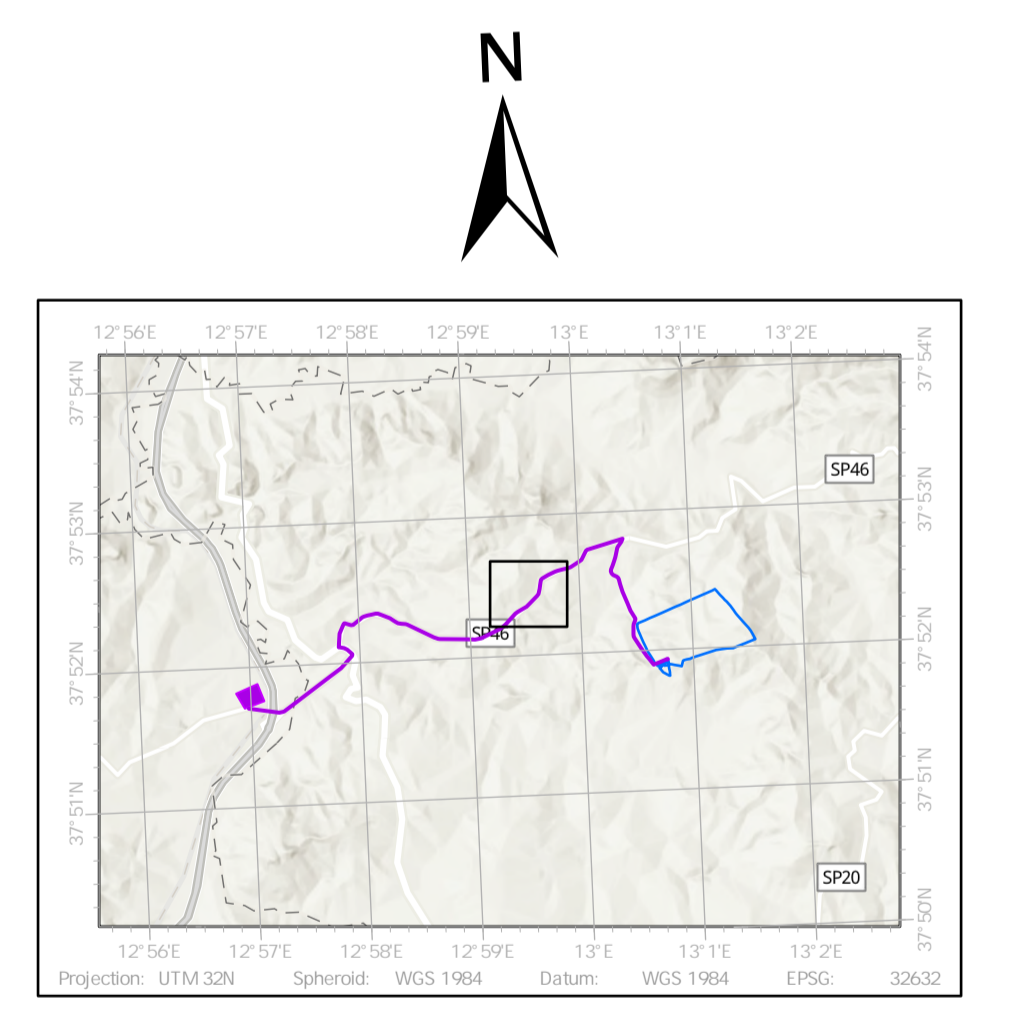 N
12°56'E 12°57'E 12°58'E 12°59'E 13°E 13°1'E 13°2'E
37°54'N 37°54'N
SP46
37°53'N 37°53'N
SP46
37°52'N 37°52'N
37°51'N 37°51'N
SP20
37°50'N
12°56'E 12°57'E 12°58'E 12°59'E 13°E 13°1'E 13°2'E
Projection: UTM 32N Spheroid: WGS 1984 Datum: WGS 1984 EPSG: 32632